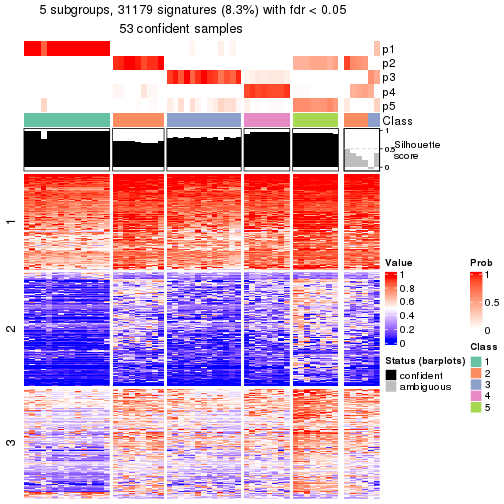 5 subgroups, 31179 signatures (8.3%) with fdr < 0.05
53 confident samples
p1
p2
p3
p4
p5
Class
1
0.5
0
Silhouette
score
1
2
3
Value
1
0.8
0.6
0.4
0.2
0
Status (barplots)
confident
ambiguous
Prob
1
0.5
0
Class
1
2
3
4
5